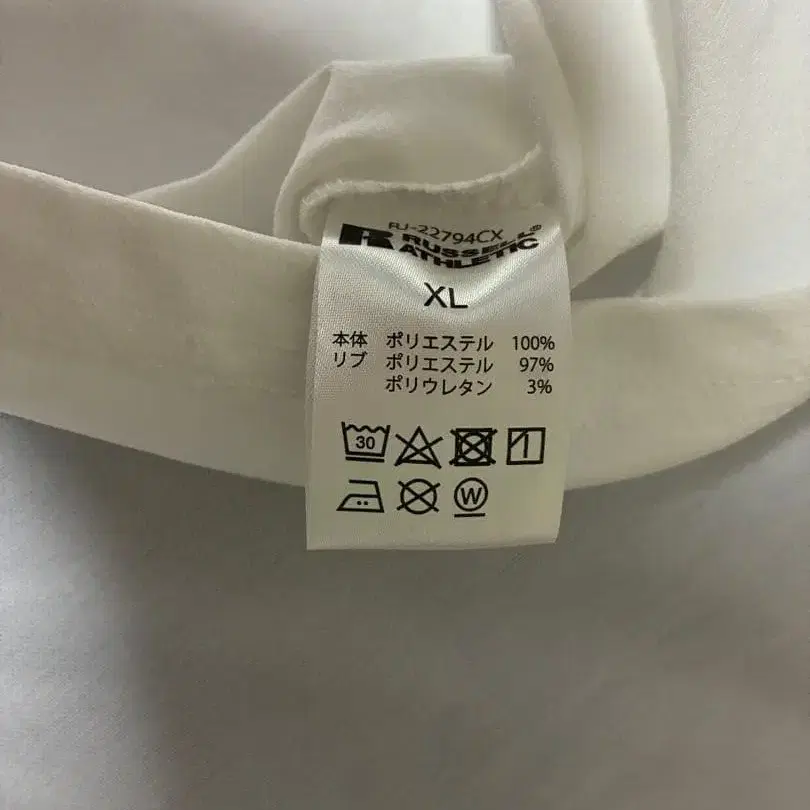 RJ-22794CX
RUSSELL®
ATHLETIC
XL
本体 ポリエステル 100%
リブ ポリエステル 97%
ポリウレタン 3%
30
W